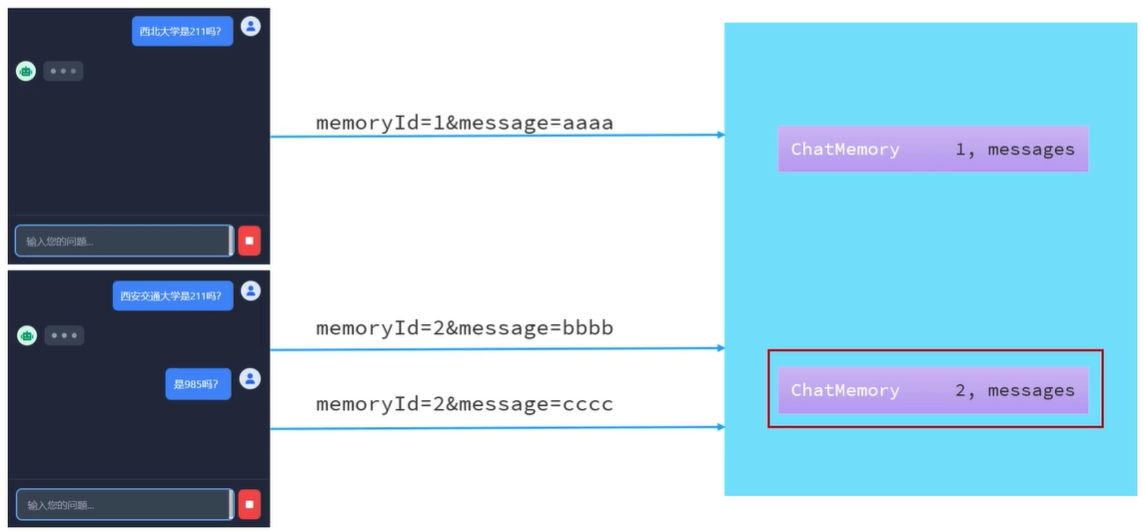 西北大学是211吗?
输入您的问题...
西安交通大学是211吗?
是985吗?
输入您的问题...
memoryId=1&message=aaaa
memoryId=2&message=bbbb
memoryId=2&message=cccc
ChatMemory 1, messages
ChatMemory 2, messages